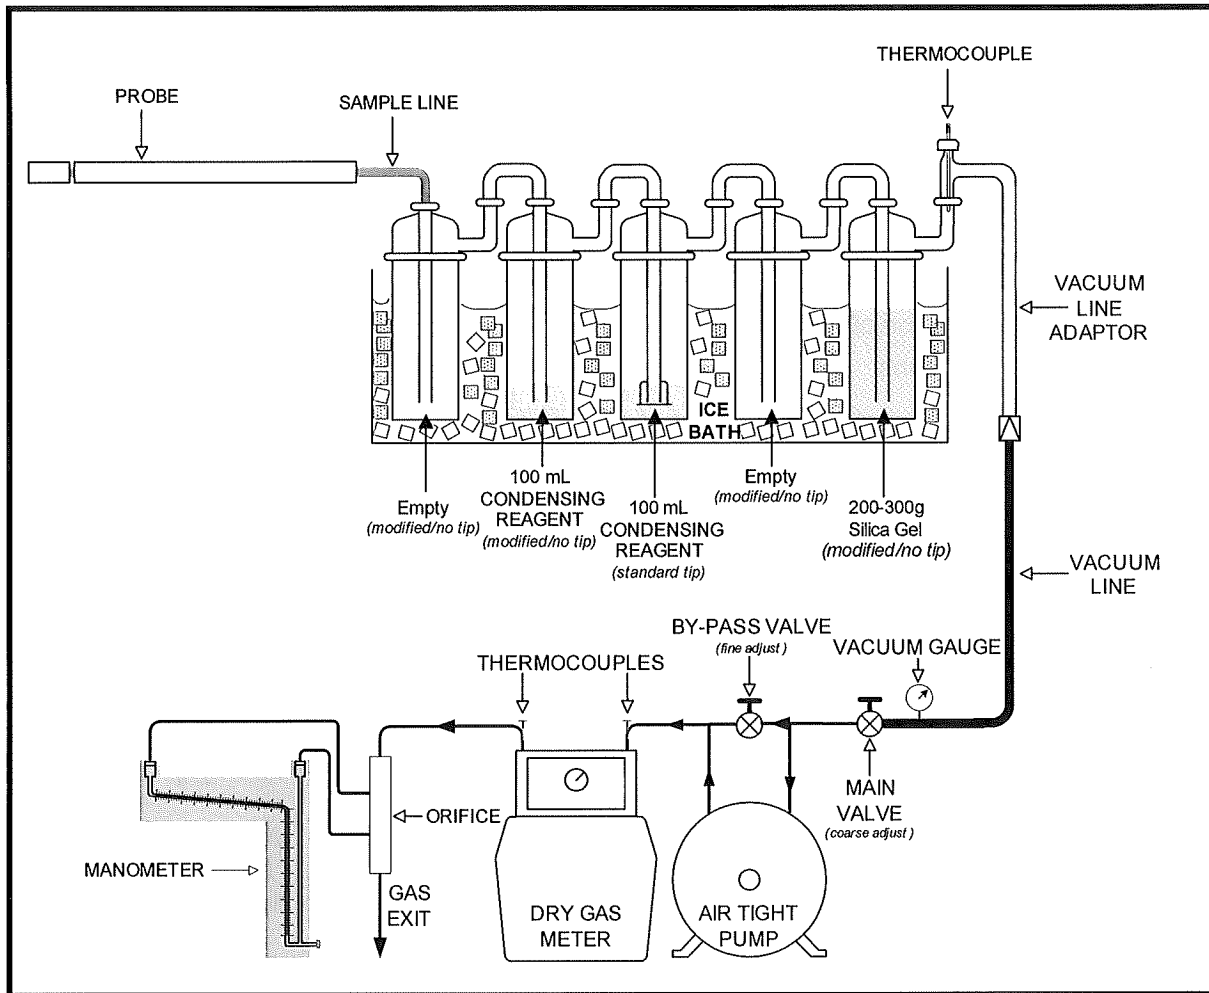 THERMOCOUPLE
PROBE
SAMPLE LINE
VACUUM
LINE
ADAPTOR
ICE
BATH
Empty
(modified/no tip)
100 mL
CONDENSING
REAGENT
(modified/no tip)
100 mL
CONDENSING
REAGENT
(standard tip)
Empty
(modified/no tip)
200-300g
Silica Gel
(modified/no tip)
VACUUM
LINE
BY-PASS VALVE
(fine adjust )
VACUUM GAUGE
THERMOCOUPLES
MAIN
VALVE
(coarse adjust )
ORIFICE
MANOMETER
GAS
EXIT
DRY GAS
METER
AIR TIGHT
PUMP